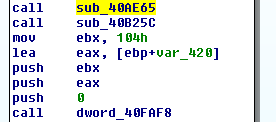 call sub_40AE65
call sub_40B25C
mov ebx, 104h
lea eax, [ebp+var_420]
push ebx
push eax
push 0
call dword_40FAF8